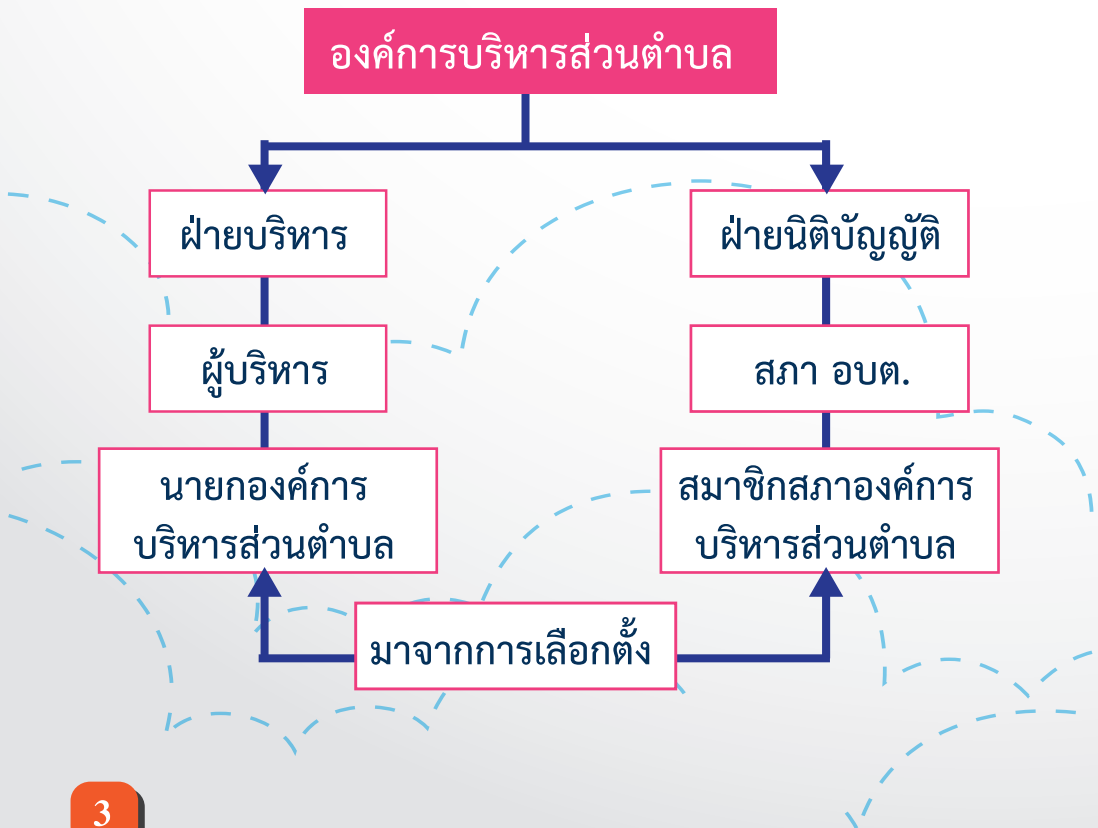 องค์การบริหารส่วนตำบล
ฝ่ายบริหาร
ฝ่ายนิติบัญญัติ
ผู้บริหาร
สภา อบต.
นายกองค์การ
บริหารส่วนตำบล
สมาชิกสภาองค์การ
บริหารส่วนตำบล
มาจากการเลือกตั้ง
3